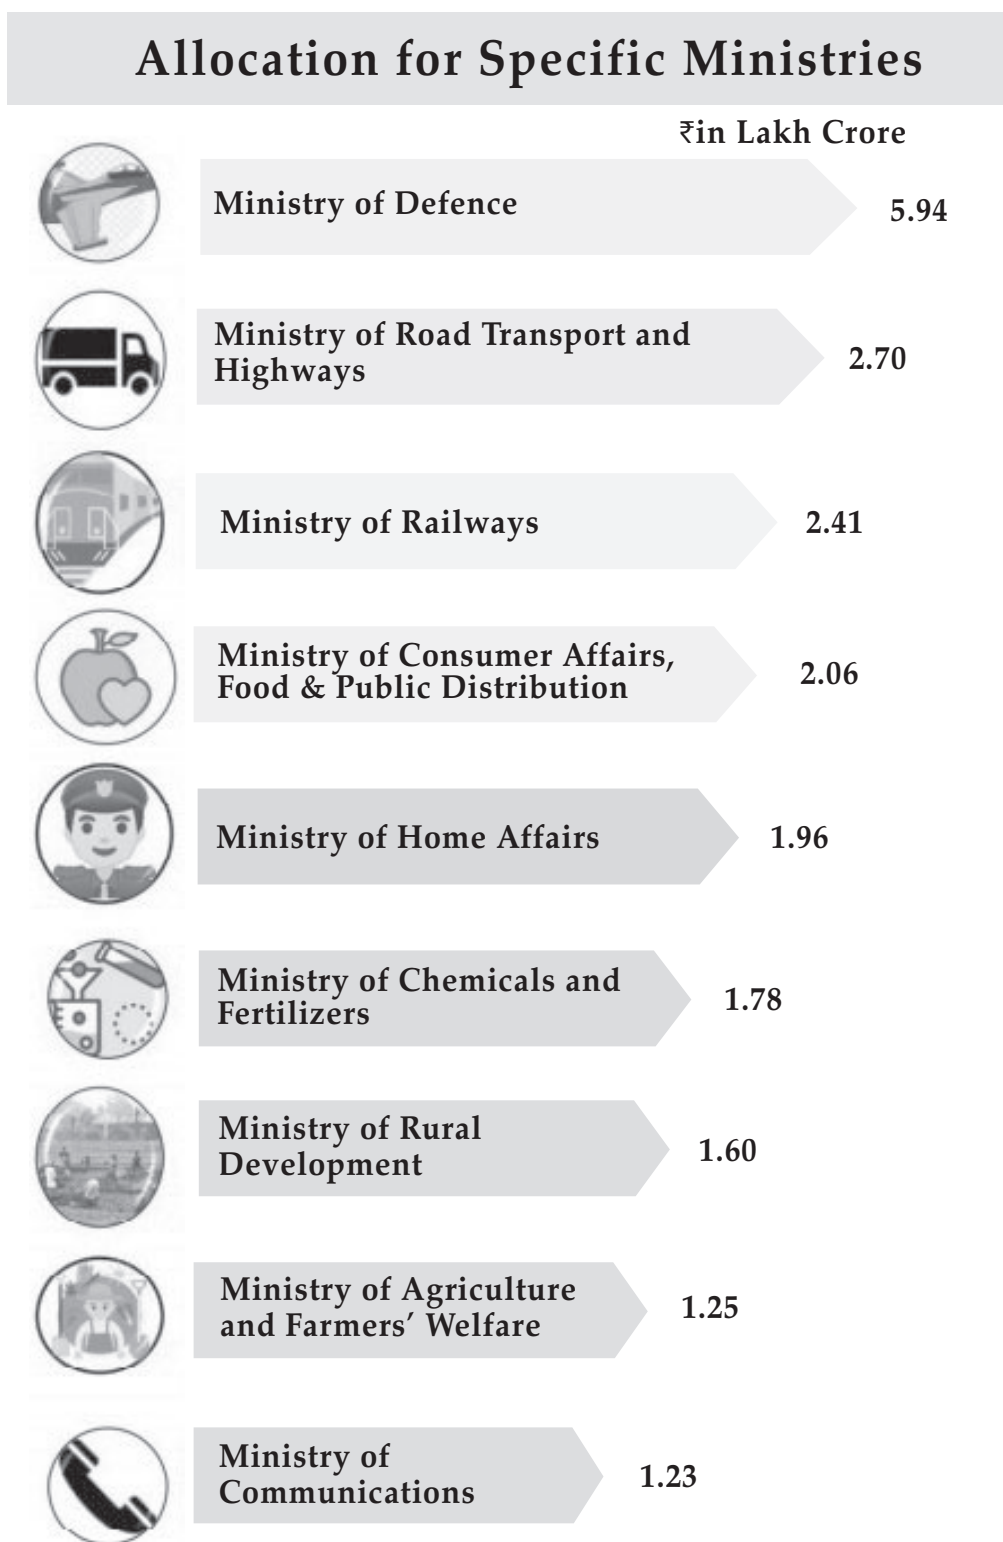 Allocation for Specific Ministries
₹in Lakh Crore
Ministry of Defence
5.94
Ministry of Road Transport and
Highways
2.70
Ministry of Railways
2.41
Ministry of Consumer Affairs,
Food & Public Distribution
2.06
Ministry of Home Affairs
1.96
Ministry of Chemicals and
Fertilizers
1.78
Ministry of Rural
Development
1.60
Ministry of Agriculture
and Farmers’ Welfare
1.25
Ministry of
Communications
1.23